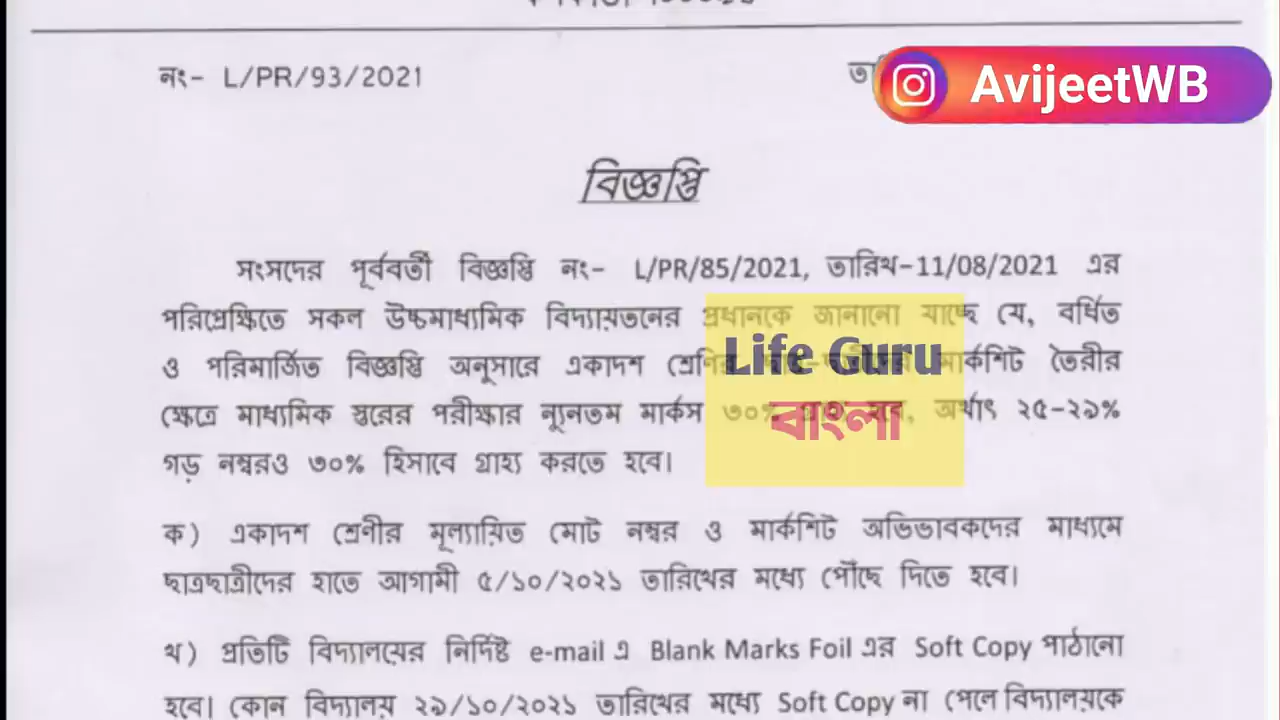 নং- L/PR/93/2021
AvijeetWB
বিজ্ঞপ্তি
সংসদের পূর্ববর্তী বিজ্ঞপ্তি নং- L/PR/85/2021, তারিখ-11/08/2021 এর
পরিপ্রেক্ষিতে সকল উচ্চমাধ্যমিক বিদ্যায়তনের প্রধানকে জানানো যাচ্ছে যে, বর্ধিত
ও পরিমার্জিত বিজ্ঞপ্তি অনুসারে একাদশ শ্রেণির মার্কশিট তৈরীর
Life Guru
ক্ষেত্রে মাধ্যমিক স্তরের পরীক্ষার ন্যূনতম মার্কস ৩০% হবে, অর্থাৎ ২৫-২৯%
বাংলা
গড় নম্বরও ৩০% হিসাবে গ্রাহ্য করতে হবে।
ক) একাদশ শ্রেণীর মূল্যায়িত মোট নম্বর ও মার্কশিট অভিভাবকদের মাধ্যমে
ছাত্রছাত্রীদের হাতে আগামী ৫/১০/২০২১ তারিখের মধ্যে পৌঁছে দিতে হবে।
খ) প্রতিটি বিদ্যালয়ের নির্দিষ্ট e-mail এ Blank Marks Foil এর Soft Copy পাঠানো
হবে। কোন বিদ্যালয় ২৯/১০/২০২১ তারিখের মধ্যে Soft Copy না পেলে বিদ্যালয়কে